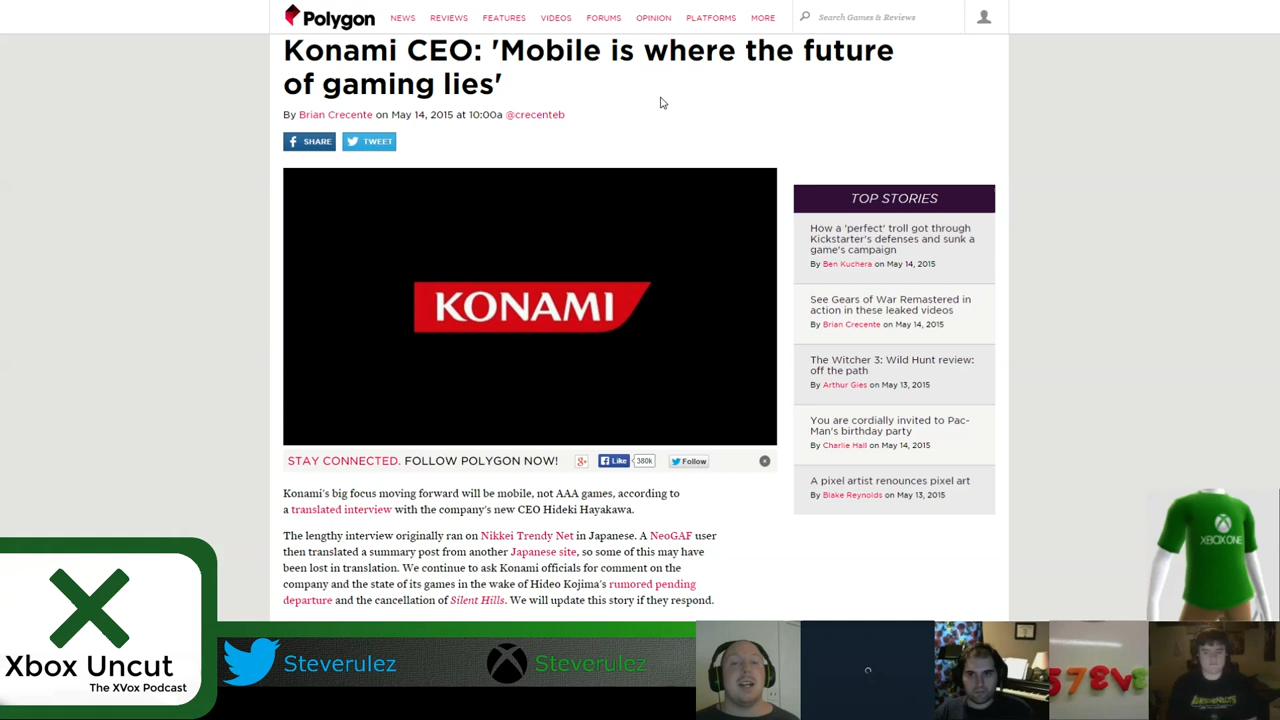 Polygon
NEWS REVIEWS FEATURES VIDEOS FORUMS OPINION PLATFORMS MORE Search Games & Reviews
Konami CEO: 'Mobile is where the future
of gaming lies'
By Brian Crecente on May 14, 2015 at 10:00a @crecenteb
SHARE TWEET
KONAMI
STAY CONNECTED. FOLLOW POLYGON NOW! Like 380k Follow
Konami's big focus moving forward will be mobile, not AAA games, according to
a translated interview with the company's new CEO Hideki Hayakawa.
The lengthy interview originally ran on Nikkei Trendy Net in Japanese. A NeoGAF user
then translated a summary post from another Japanese site, so some of this may have
been lost in translation. We continue to ask Konami officials for comment on the
company and the state of its games in the wake of Hideo Kojima's rumored pending
departure and the cancellation of Silent Hills. We will update this story if they respond.
TOP STORIES
How a 'perfect' troll got through
Kickstarter's defenses and sunk a
game's campaign
By Ben Kuchera on May 14, 2015
See Gears of War Remastered in
action in these leaked videos
By Brian Crecente on May 14, 2015
The Witcher 3: Wild Hunt review:
off the path
By Arthur Gies on May 13, 2015
You are cordially invited to Pac-
Man's birthday party
By Charlie Hall on May 14, 2015
A pixel artist renounces pixel art
By Blake Reynolds on May 13, 2015
XBOX ONE
Xbox Uncut
The XVox Podcast
Steverulez
Steverulez